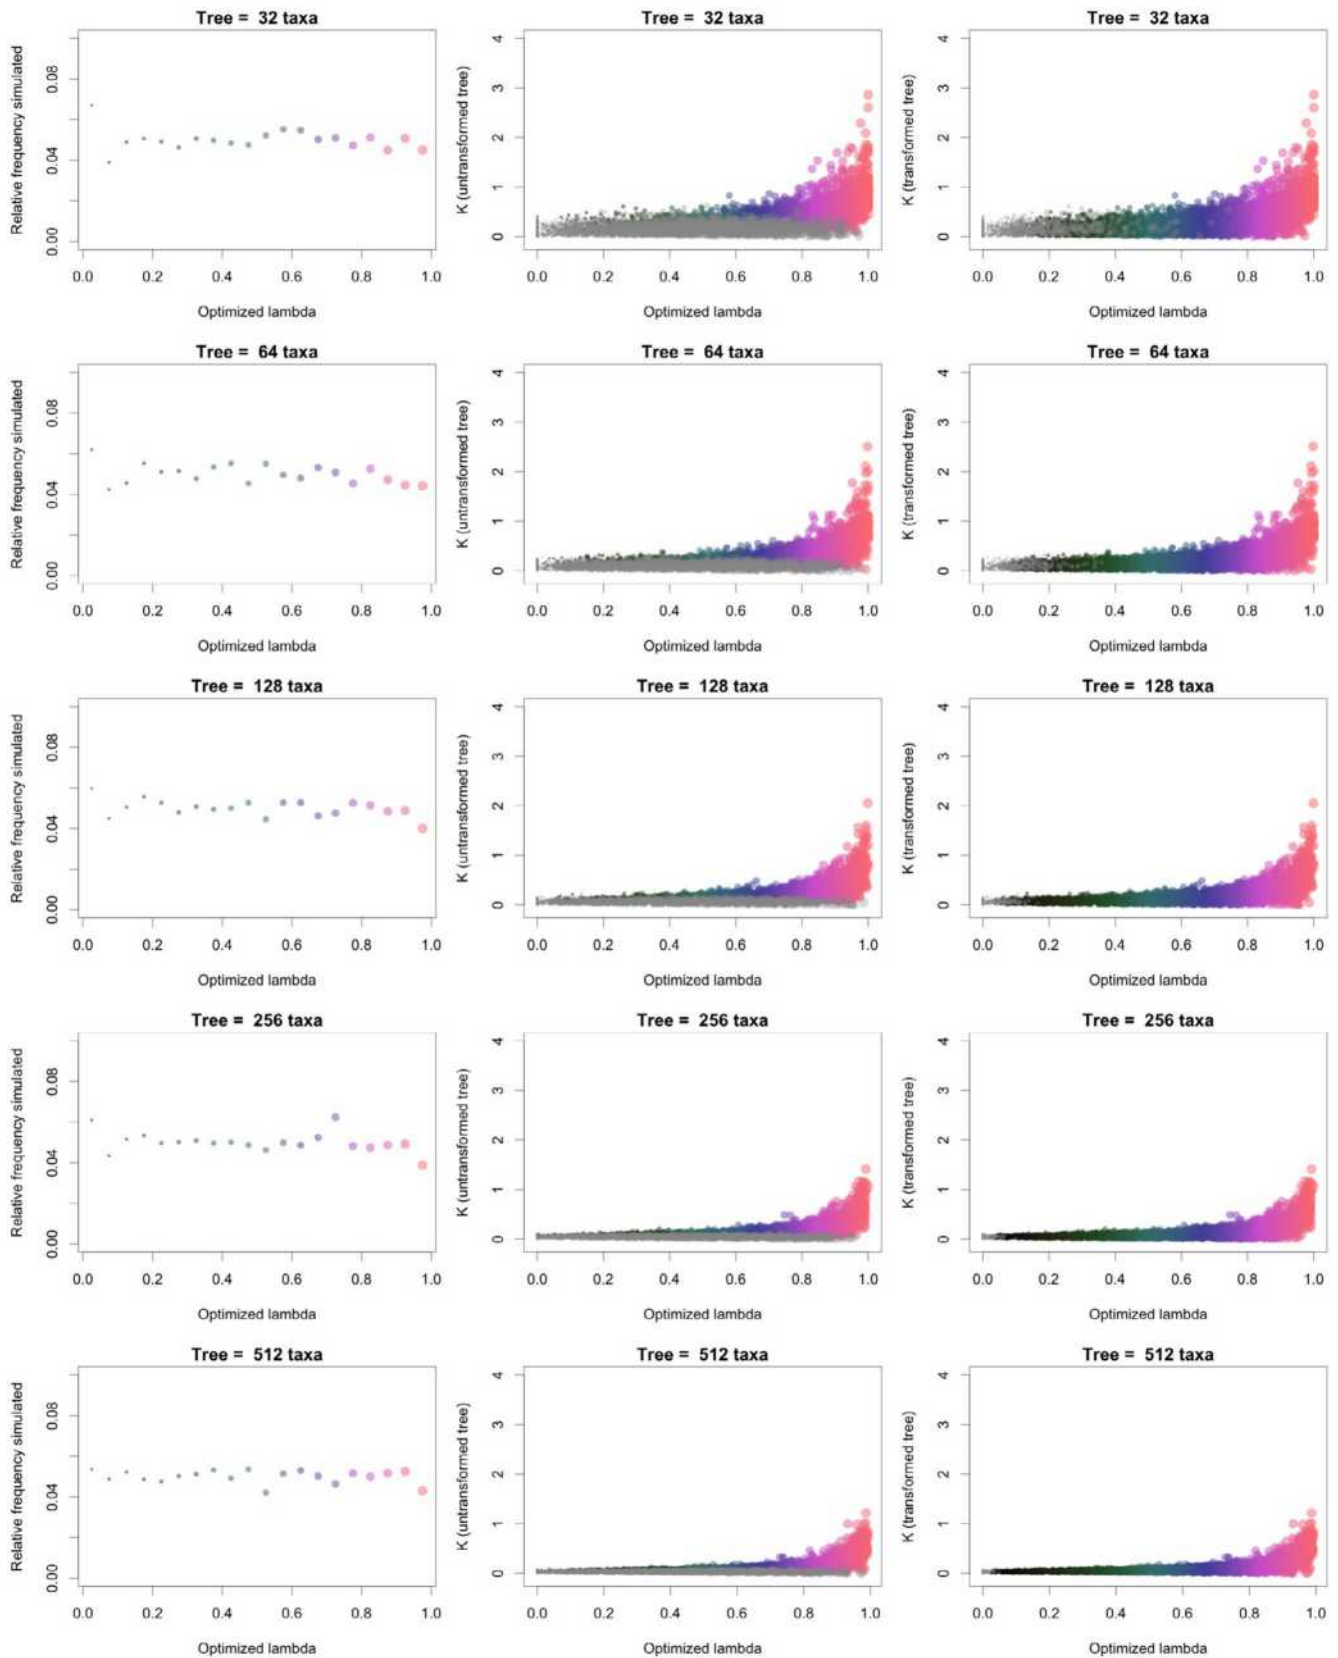 Tree = 32 taxa
Relative frequency simulated
0.00 0.04 0.08
0.0 0.2 0.4 0.6 0.8 1.0
Optimized lambda
Tree = 32 taxa
K (untransformed tree)
0 1 2 3 4
0.0 0.2 0.4 0.6 0.8 1.0
Optimized lambda
Tree = 32 taxa
K (transformed tree)
0 1 2 3 4
0.0 0.2 0.4 0.6 0.8 1.0
Optimized lambda
Tree = 64 taxa
Relative frequency simulated
0.00 0.04 0.08
0.0 0.2 0.4 0.6 0.8 1.0
Optimized lambda
Tree = 64 taxa
K (untransformed tree)
0 1 2 3 4
0.0 0.2 0.4 0.6 0.8 1.0
Optimized lambda
Tree = 64 taxa
K (transformed tree)
0 1 2 3 4
0.0 0.2 0.4 0.6 0.8 1.0
Optimized lambda
Tree = 128 taxa
Relative frequency simulated
0.00 0.04 0.08
0.0 0.2 0.4 0.6 0.8 1.0
Optimized lambda
Tree = 128 taxa
K (untransformed tree)
0 1 2 3 4
0.0 0.2 0.4 0.6 0.8 1.0
Optimized lambda
Tree = 128 taxa
K (transformed tree)
0 1 2 3 4
0.0 0.2 0.4 0.6 0.8 1.0
Optimized lambda
Tree = 256 taxa
Relative frequency simulated
0.00 0.04 0.08
0.0 0.2 0.4 0.6 0.8 1.0
Optimized lambda
Tree = 256 taxa
K (untransformed tree)
0 1 2 3 4
0.0 0.2 0.4 0.6 0.8 1.0
Optimized lambda
Tree = 256 taxa
K (transformed tree)
0 1 2 3 4
0.0 0.2 0.4 0.6 0.8 1.0
Optimized lambda
Tree = 512 taxa
Relative frequency simulated
0.00 0.04 0.08
0.0 0.2 0.4 0.6 0.8 1.0
Optimized lambda
Tree = 512 taxa
K (untransformed tree)
0 1 2 3 4
0.0 0.2 0.4 0.6 0.8 1.0
Optimized lambda
Tree = 512 taxa
K (transformed tree)
0 1 2 3 4
0.0 0.2 0.4 0.6 0.8 1.0
Optimized lambda